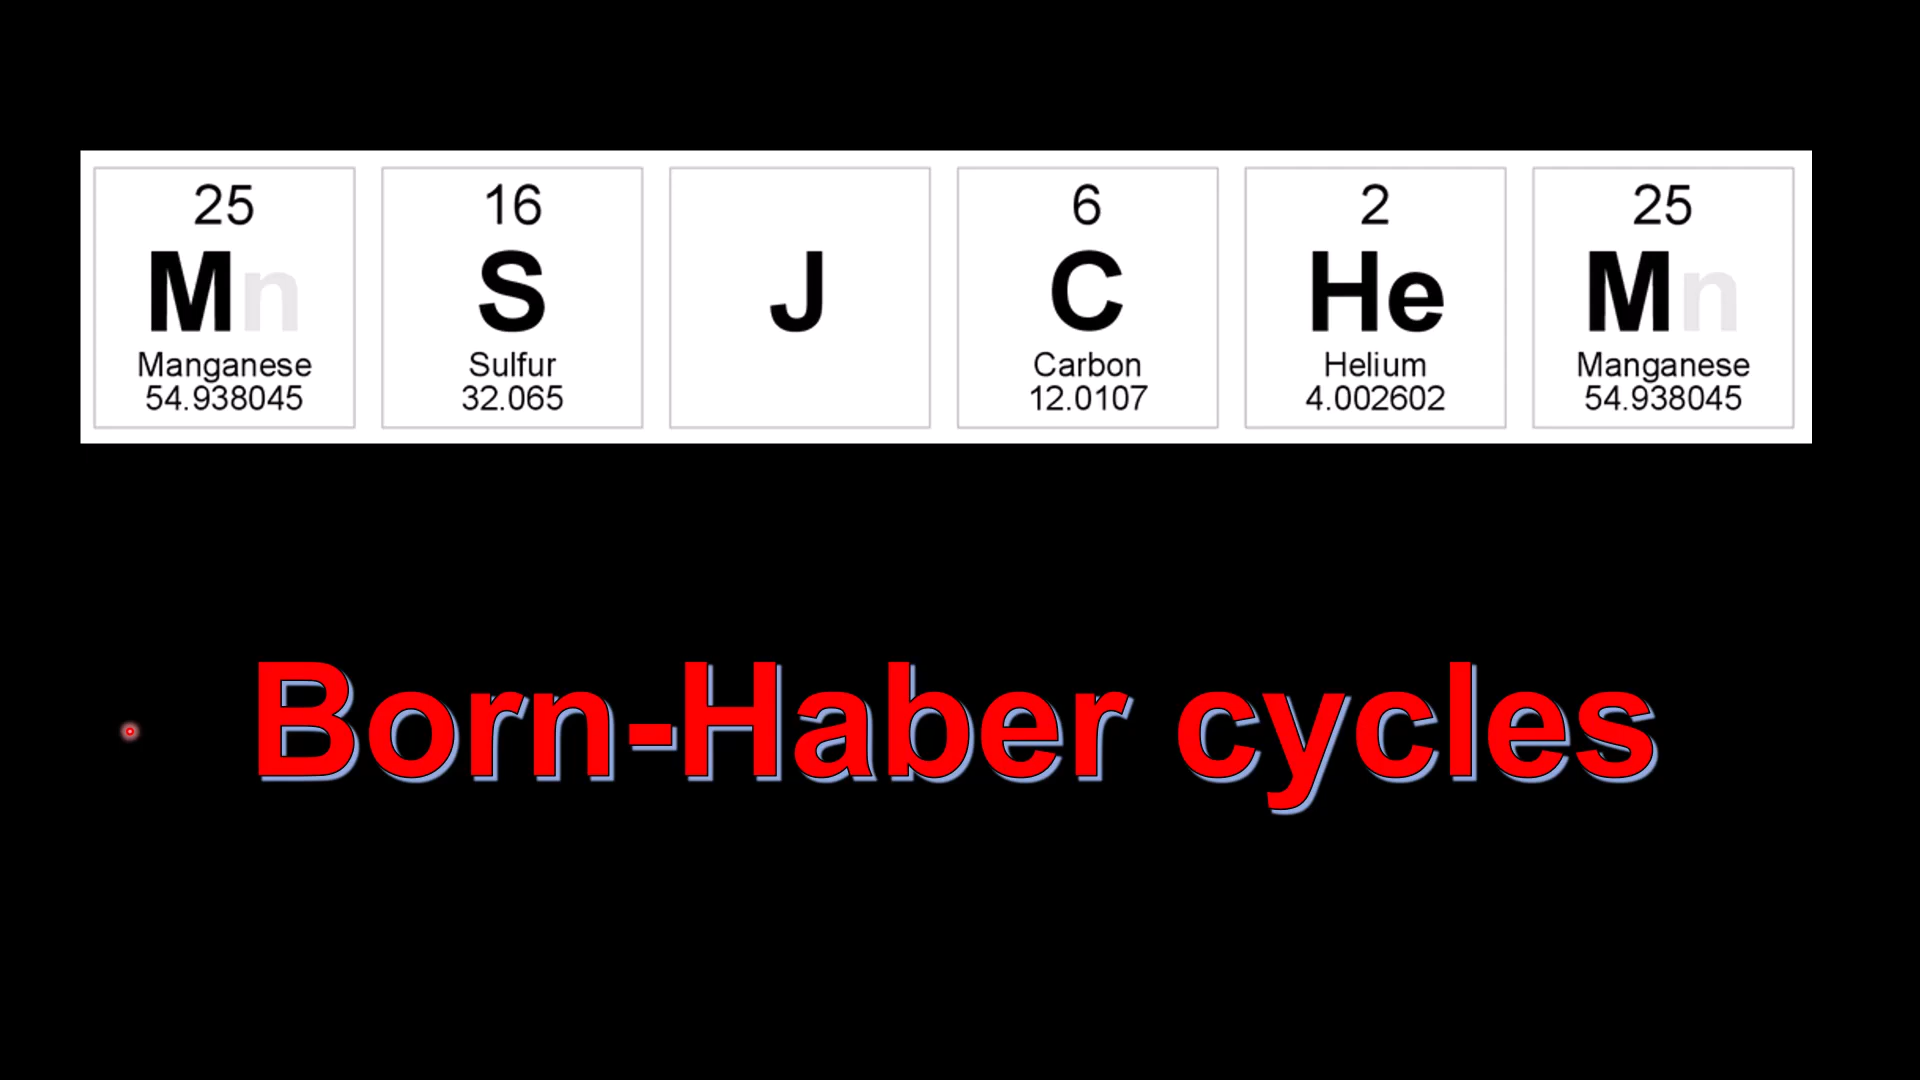 25 16 6 2 25
Mn S J C He Mn
Manganese Sulfur Carbon Helium Manganese
54.938045 32.065 12.0107 4.002602 54.938045
Born-Haber cycles